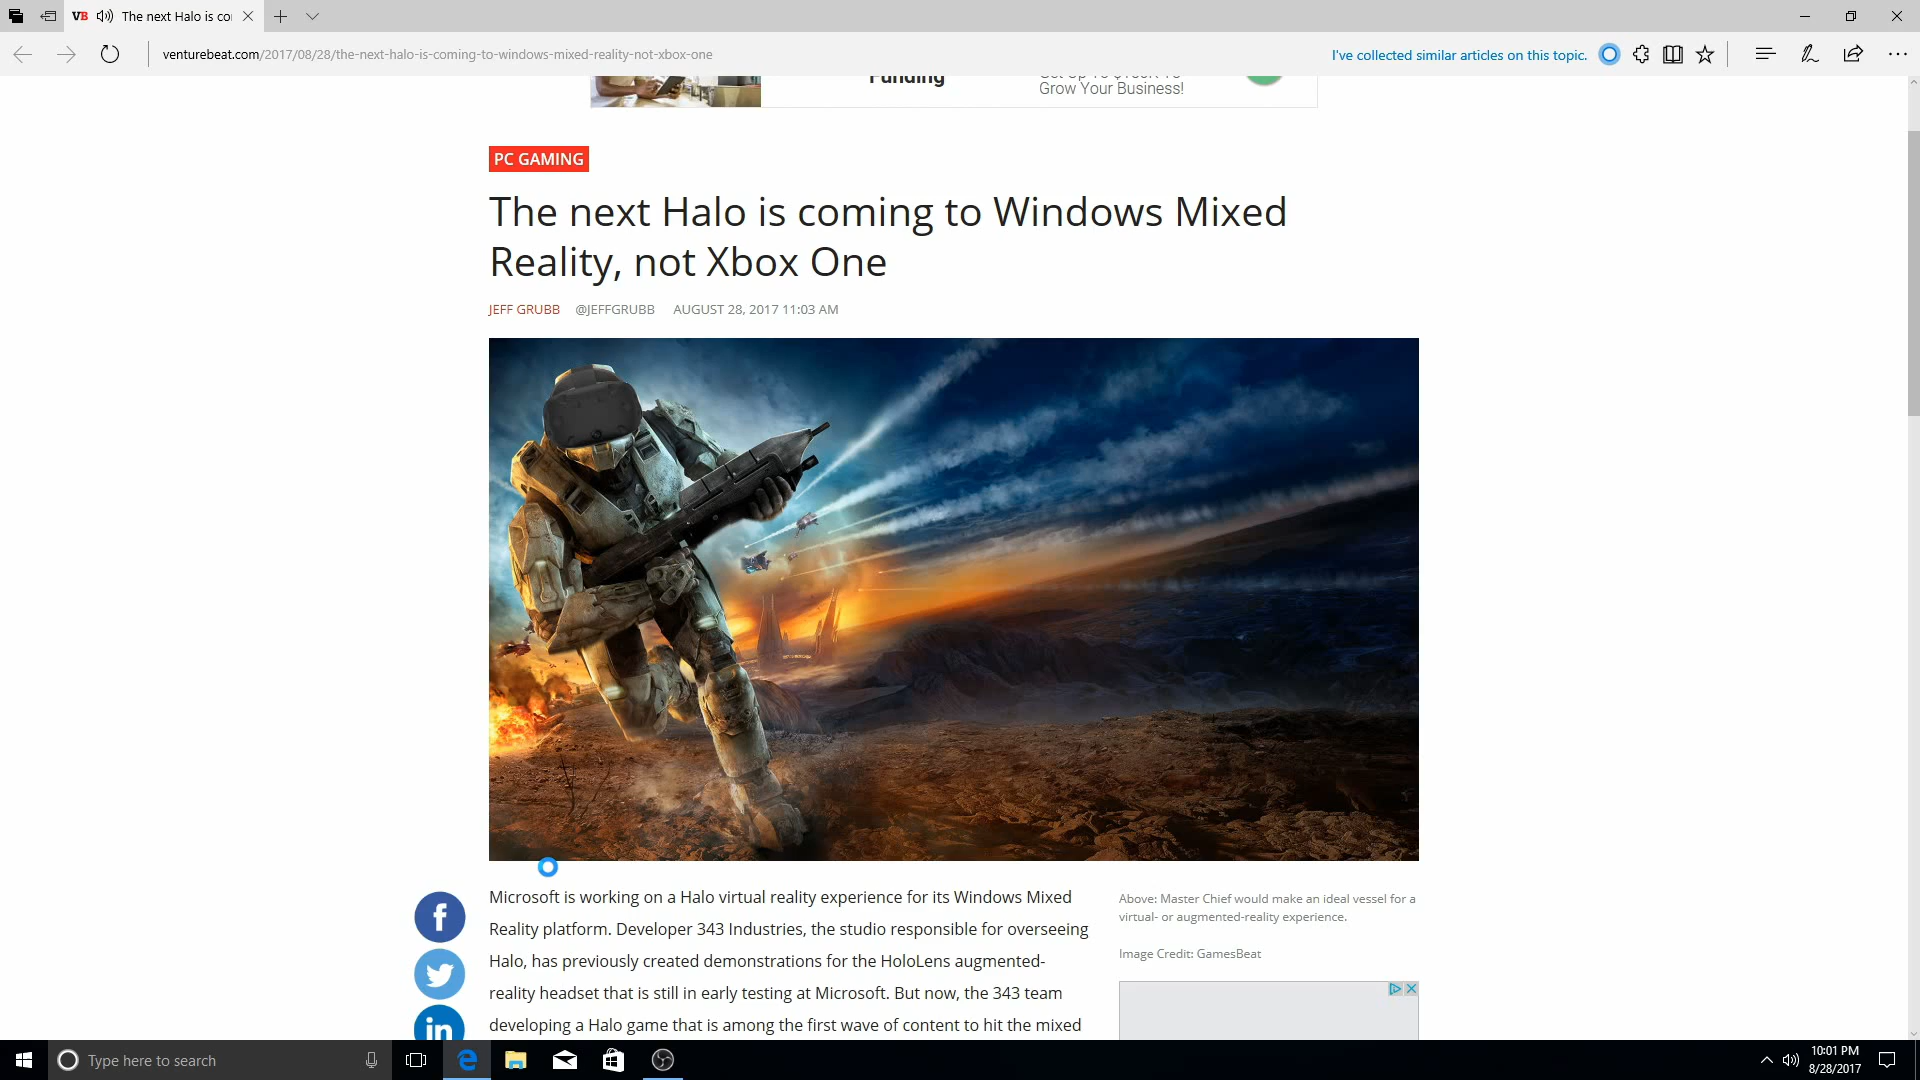 VB The next Halo is co
venturebeat.com/2017/08/28/the-next-halo-is-coming-to-windows-mixed-reality-not-xbox-one
I've collected similar articles on this topic.
Funding
Grow Your Business!
PC GAMING
The next Halo is coming to Windows Mixed
Reality, not Xbox One
JEFF GRUBB @JEFFGRUBB AUGUST 28, 2017 11:03 AM
Microsoft is working on a Halo virtual reality experience for its Windows Mixed
Reality platform. Developer 343 Industries, the studio responsible for overseeing
Halo, has previously created demonstrations for the HoloLens augmented-
reality headset that is still in early testing at Microsoft. But now, the 343 team
developing a Halo game that is among the first wave of content to hit the mixed
Above: Master Chief would make an ideal vessel for a
virtual- or augmented-reality experience.
Image Credit: GamesBeat
f
in
Type here to search
10:01 PM
8/28/2017